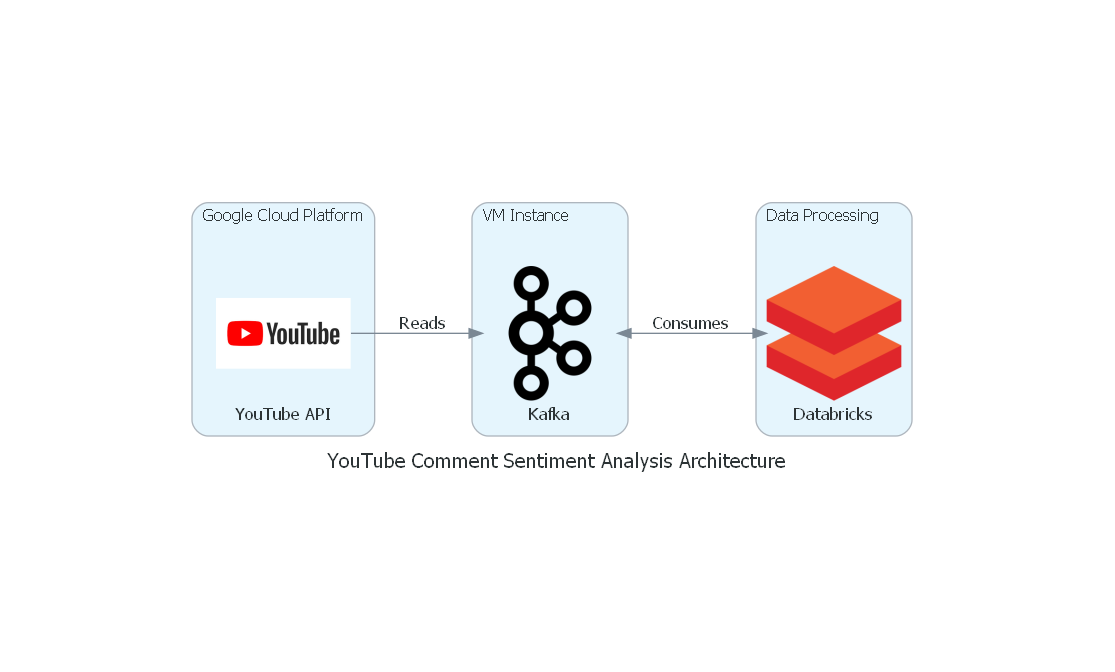 Google Cloud Platform
VM Instance
Data Processing
YouTube
Reads
Consumes
YouTube API
Kafka
Databricks
YouTube Comment Sentiment Analysis Architecture